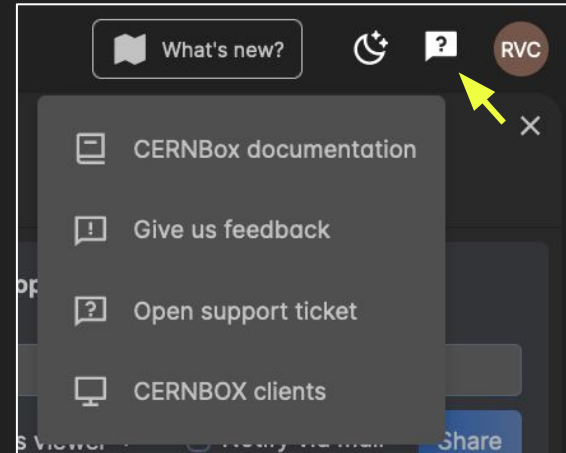 What's new?
RVC
CERNBox documentation
Give us feedback
Open support ticket
CERNBOX clients
Share